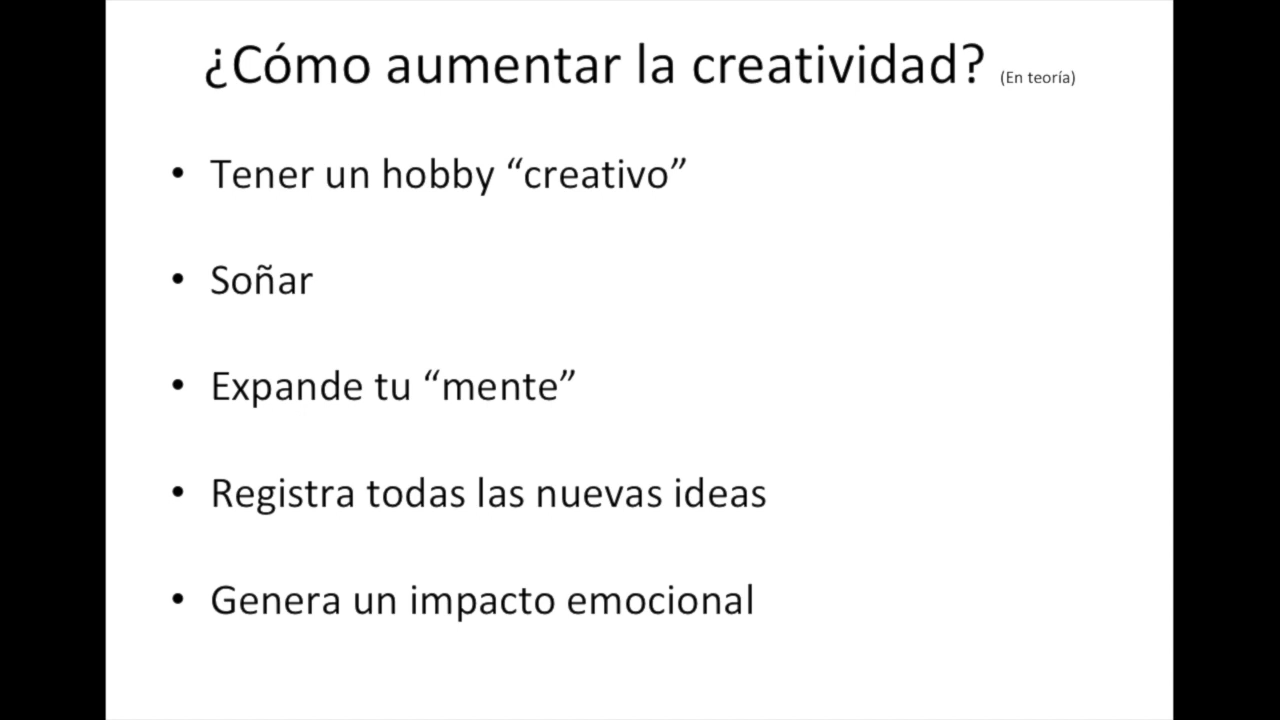 ¿Cómo aumentar la creatividad? (En teoría)
• Tener un hobby “creativo”
• Soñar
• Expande tu “mente”
• Registra todas las nuevas ideas
• Genera un impacto emocional